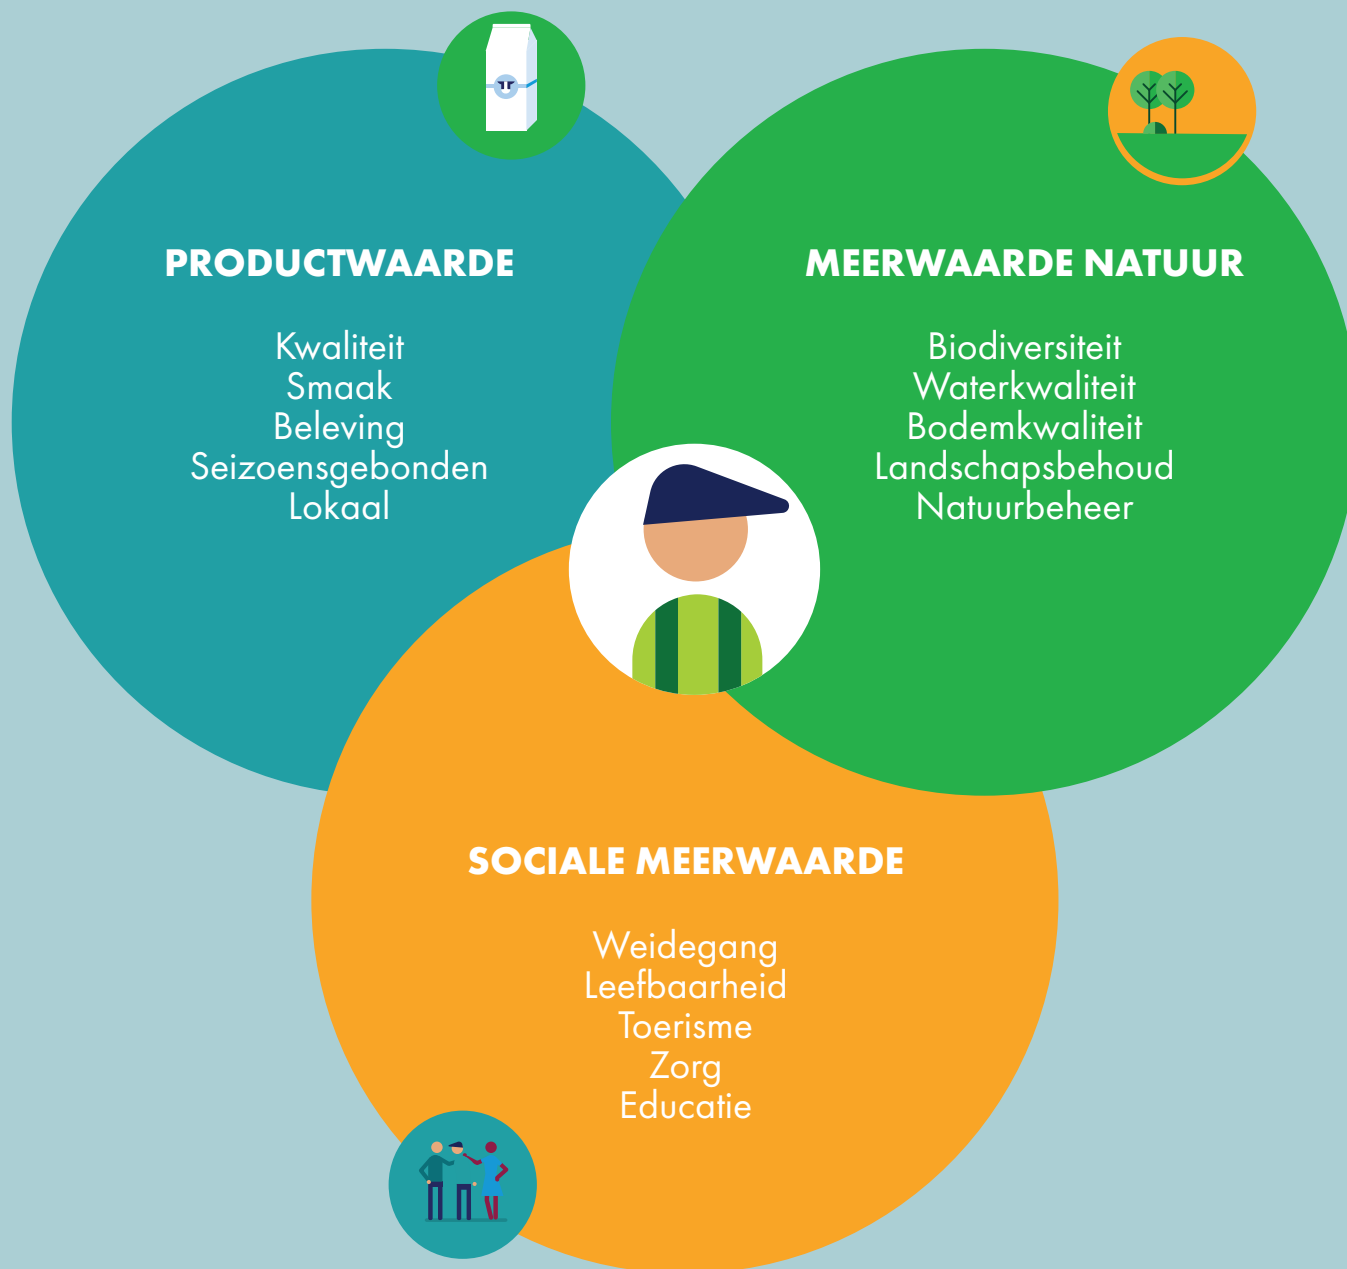 PRODUCTWAARDE
Kwaliteit
Smaak
Beleving
Seizoensgebonden
Lokaal
MEERWAARDE NATUUR
Biodiversiteit
Waterkwaliteit
Bodemkwaliteit
Landschapsbehoud
Natuurbeheer
SOCIALE MEERWAARDE
Weidegang
Leefbaarheid
Toerisme
Zorg
Educatie